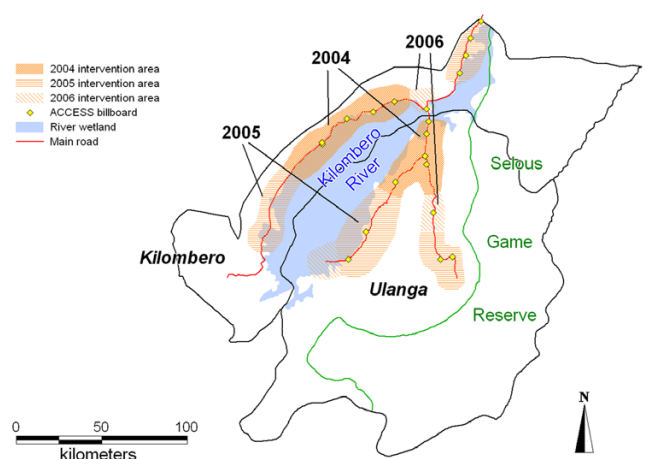 2004 intervention area
2005 intervention area
2006 intervention area
ACCESS billboard
River wetland
Main road
2004
2006
2005
Kilombero
River
Selous
Kilombero
Game
Ulanga
Reserve
0 50 100
kilometers
N